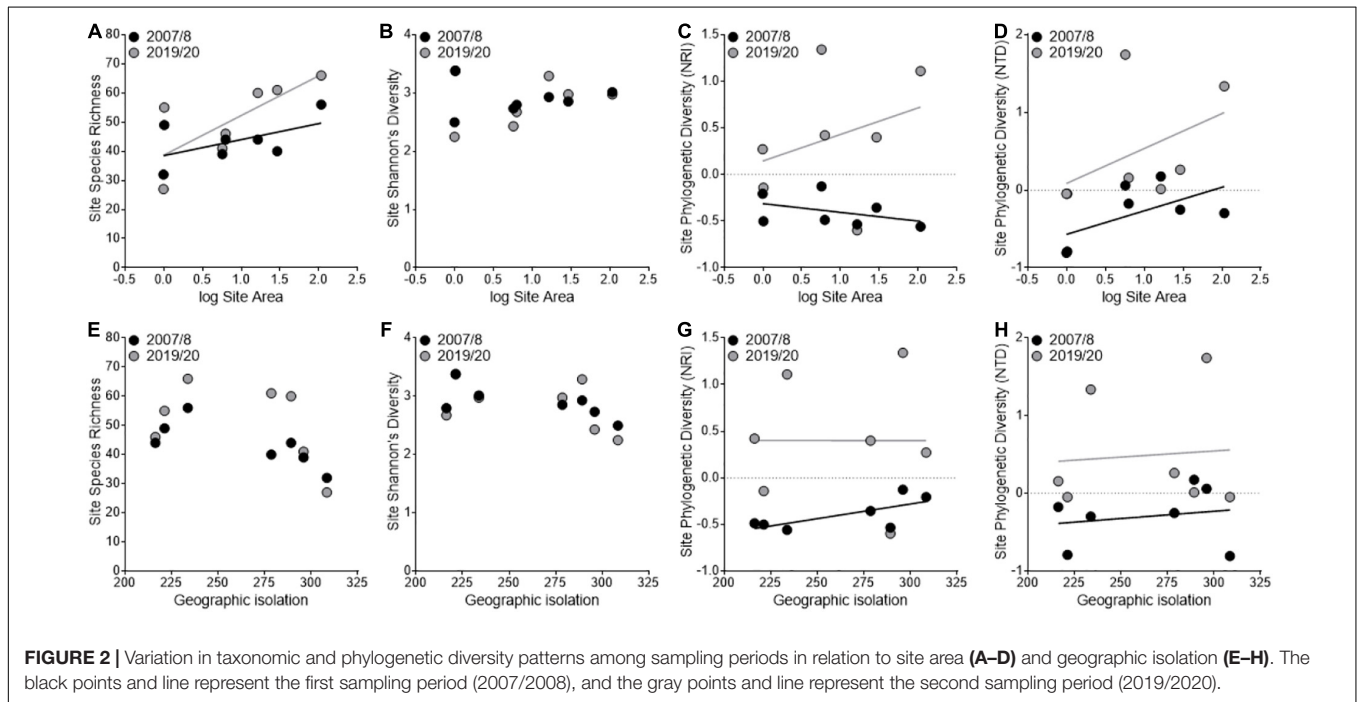 A
2007/8
2019/20
Site Species Richness
80
70
60
50
40
30
20
10
0
-0.5 0.0 0.5 1.0 1.5 2.0 2.5
log Site Area
B
2007/8
2019/20
Site Shannon's Diversity
4
3
2
1
0
-0.5 0.0 0.5 1.0 1.5 2.0 2.5
log Site Area
C
2007/8
2019/20
Site Phylogenetic Diversity (NRI)
1.5
1.0
0.5
0.0
-0.5
-1.0
-0.5 0.0 0.5 1.0 1.5 2.0 2.5
log Site Area
D
2007/8
2019/20
Site Phylogenetic Diversity (NTD)
2
1
0
-1
-0.5 0.0 0.5 1.0 1.5 2.0 2.5
log Site Area
E
2007/8
2019/20
Site Species Richness
80
70
60
50
40
30
20
10
0
200 225 250 275 300 325
Geographic isolation
F
2007/8
2019/20
Site Shannon's Diversity
4
3
2
1
0
200 225 250 275 300 325
Geographic isolation
G
2007/8
2019/20
Site Phylogenetic Diversity (NRI)
1.5
1.0
0.5
0.0
-0.5
-1.0
200 225 250 275 300 325
Geographic isolation
H
2007/8
2019/20
Site Phylogenetic Diversity (NTD)
2
1
0
-1
200 225 250 275 300 325
Geographic isolation
FIGURE 2 | Variation in taxonomic and phylogenetic diversity patterns among sampling periods in relation to site area (A–D) and geographic isolation (E–H). The
black points and line represent the first sampling period (2007/2008), and the gray points and line represent the second sampling period (2019/2020).